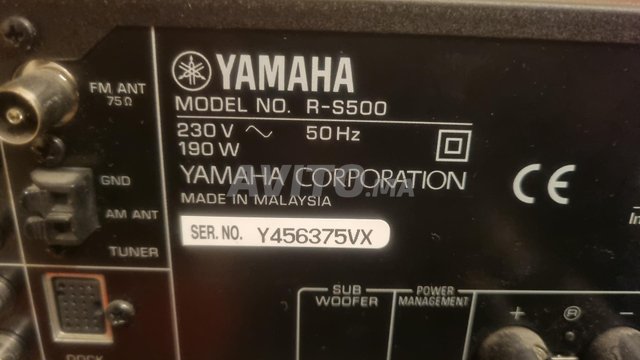 YAMAHA
MODEL NO. R-S500
230 V ~ 50 Hz
190 W
YAMAHA CORPORATION
MADE IN MALAYSIA
SER. NO. Y456375VX
CE
FM ANT
75Ω
GND
AM ANT
TUNER
DOCK
SUB
WOOFER
POWER
MANAGEMENT
+ R −
AVITO.MA